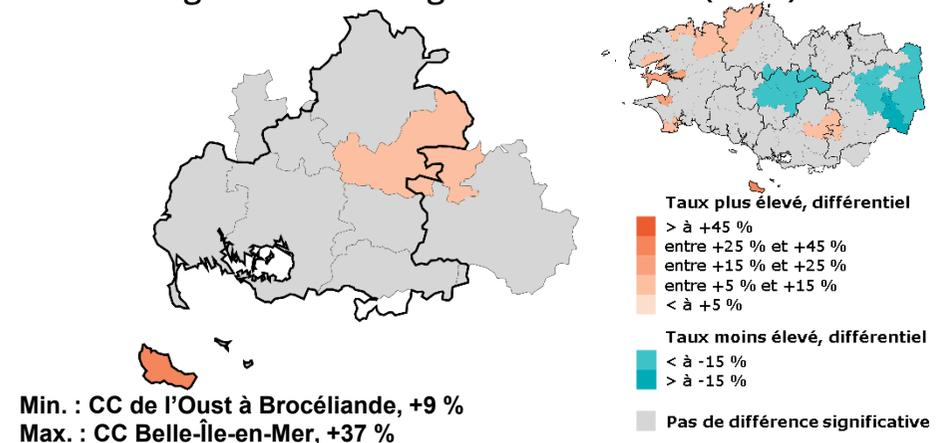 Taux plus élevé, différentiel
> à +45 %
entre +25 % et +45 %
entre +15 % et +25 %
entre +5 % et +15 %
< à +5 %
Taux moins élevé, différentiel
< à -15 %
> à -15 %
Pas de différence significative
Min. : CC de l’Oust à Brocéliande, +9 %
Max. : CC Belle-Île-en-Mer, +37 %